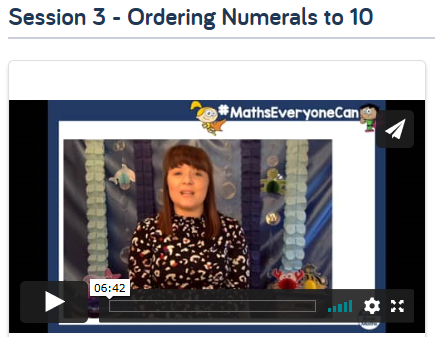 Session 3 - Ordering Numerals to 10
#MathsEveryoneCan
06:42